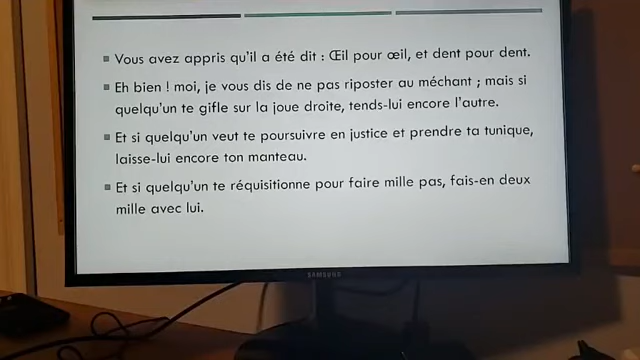 Vous avez appris qu'il a été dit : Œil pour œil, et dent pour dent.
Eh bien ! moi, je vous dis de ne pas riposter au méchant ; mais si
quelqu'un te gifle sur la joue droite, tends-lui encore l'autre.
Et si quelqu'un veut te poursuivre en justice et prendre ta tunique,
laisse-lui encore ton manteau.
Et si quelqu'un te réquisitionne pour faire mille pas, fais-en deux
mille avec lui.
SAMSUNG